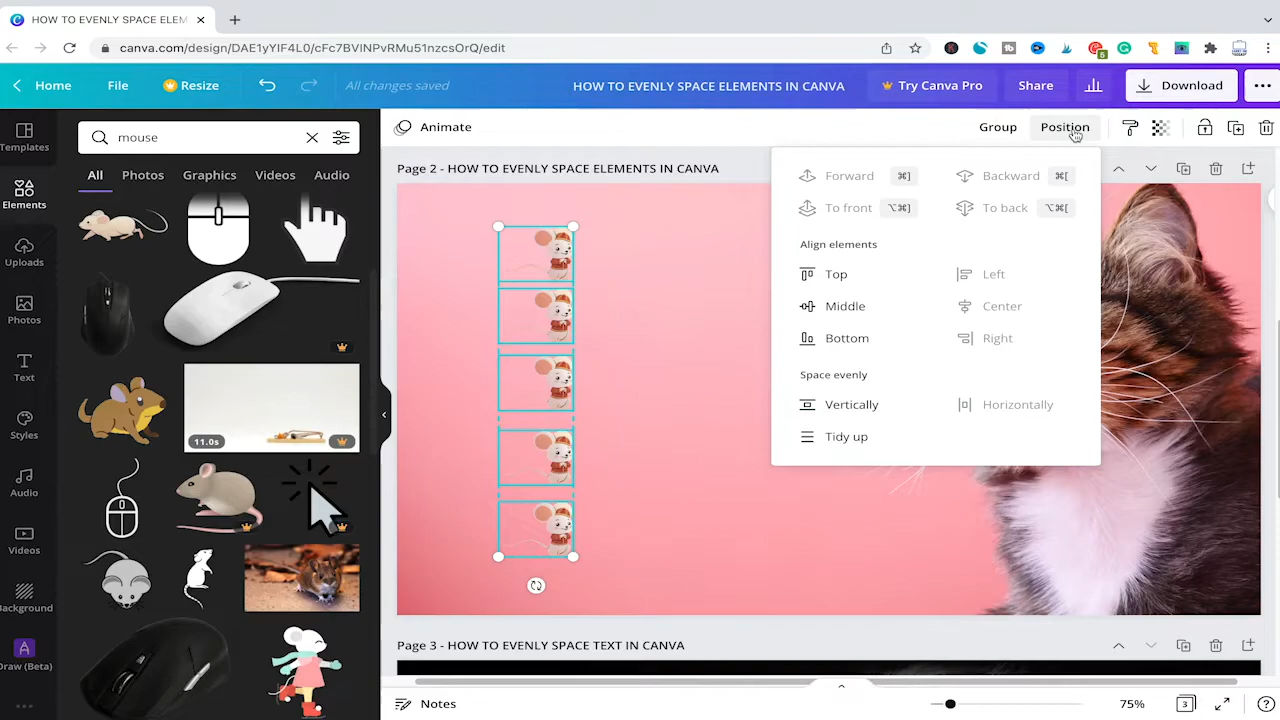 HOW TO EVENLY SPACE ELEM
canva.com/design/DAE1yYIF4L0/cFc7BVlNPvRMu51nzcsOrQ/edit
5
Home
File
Resize
All changes saved
HOW TO EVENLY SPACE ELEMENTS IN CANVA
Try Canva Pro
Share
Download
Templates
Elements
Uploads
Photos
Text
Styles
Audio
Videos
Background
Draw (Beta)
mouse
All
Photos
Graphics
Videos
Audio
11.0s
Animate
Group
Position
Page 2 - HOW TO EVENLY SPACE ELEMENTS IN CANVA
Forward ⌘]
Backward ⌘[
To front ⌥⌘]
To back ⌥⌘[
Align elements
Top
Left
Middle
Center
Bottom
Right
Space evenly
Vertically
Horizontally
Tidy up
Page 3 - HOW TO EVENLY SPACE TEXT IN CANVA
Notes
75%
3